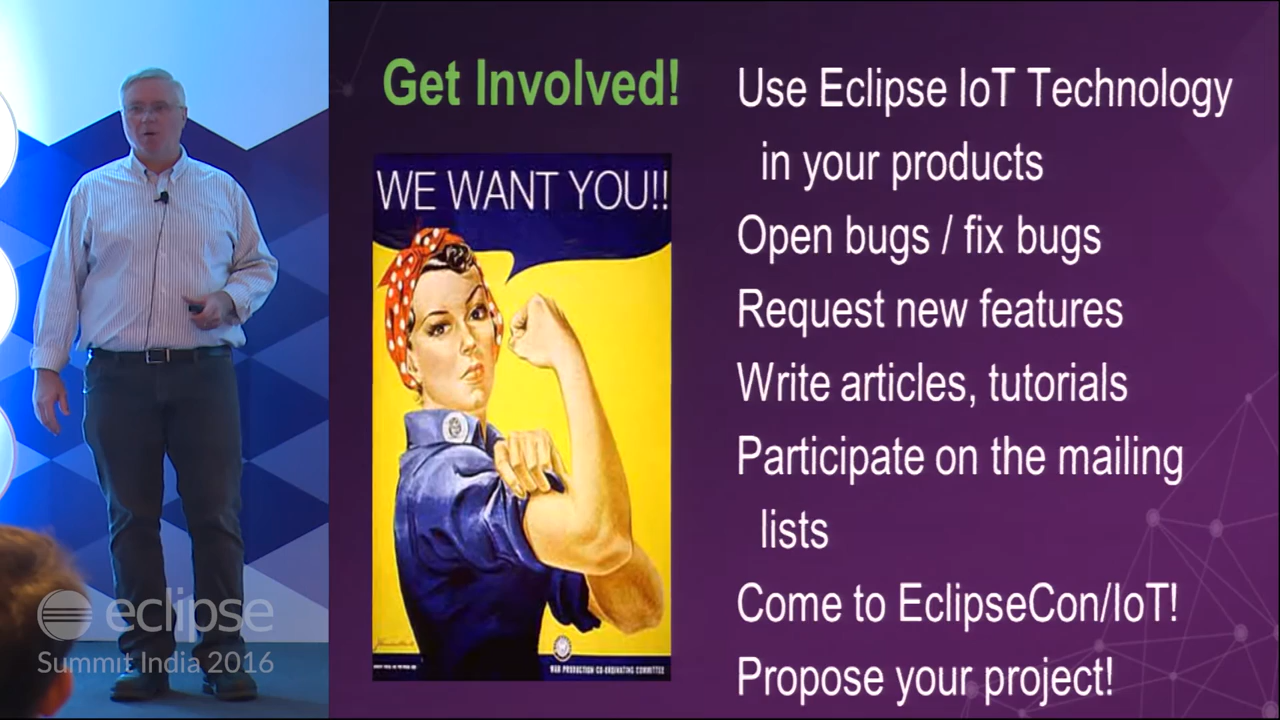 Get Involved!
WE WANT YOU!!
WAR PRODUCTION CO-ORDINATING COMMITTEE
Use Eclipse IoT Technology
in your products
Open bugs / fix bugs
Request new features
Write articles, tutorials
Participate on the mailing
lists
Come to EclipseCon/IoT!
Propose your project!
eclipse
Summit India 2016